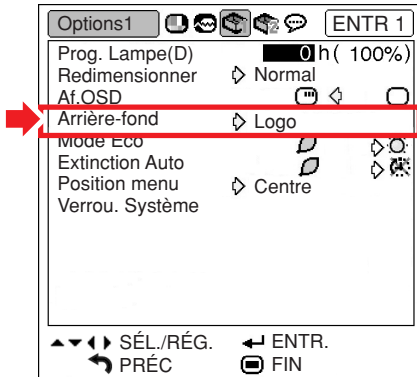 Options1 ENTR 1
Prog. Lampe(D) 0 h ( 100%)
Redimensionner Normal
Af.OSD
Arrière-fond Logo
Mode Eco
Extinction Auto
Position menu Centre
Verrou. Système
SÉL./RÉG. ENTR.
PRÉC FIN